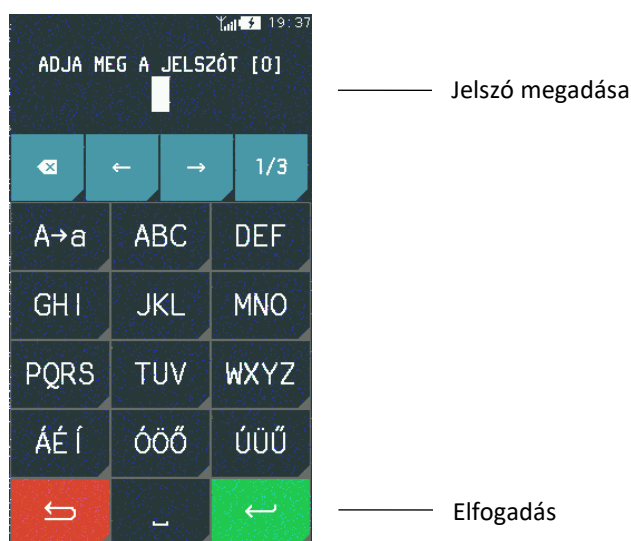 19:37
ADJA MEG A JELSZÓT [0]
Jelszó megadása
← → 1/3
A→a ABC DEF
GHI JKL MNO
PQRS TUV WXYZ
ÁÉÍ ÓÖŐ ÚÜŰ
Elfogadás